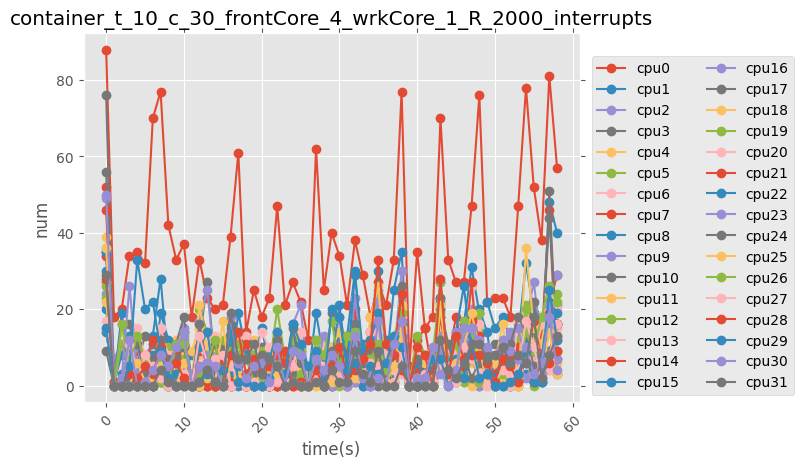 container_t_10_c_30_frontCore_4_wrkCore_1_R_2000_interrupts
80
60
40
20
0
num
0
10
20
30
40
50
60
time(s)
cpu0
cpu1
cpu2
cpu3
cpu4
cpu5
cpu6
cpu7
cpu8
cpu9
cpu10
cpu11
cpu12
cpu13
cpu14
cpu15
cpu16
cpu17
cpu18
cpu19
cpu20
cpu21
cpu22
cpu23
cpu24
cpu25
cpu26
cpu27
cpu28
cpu29
cpu30
cpu31